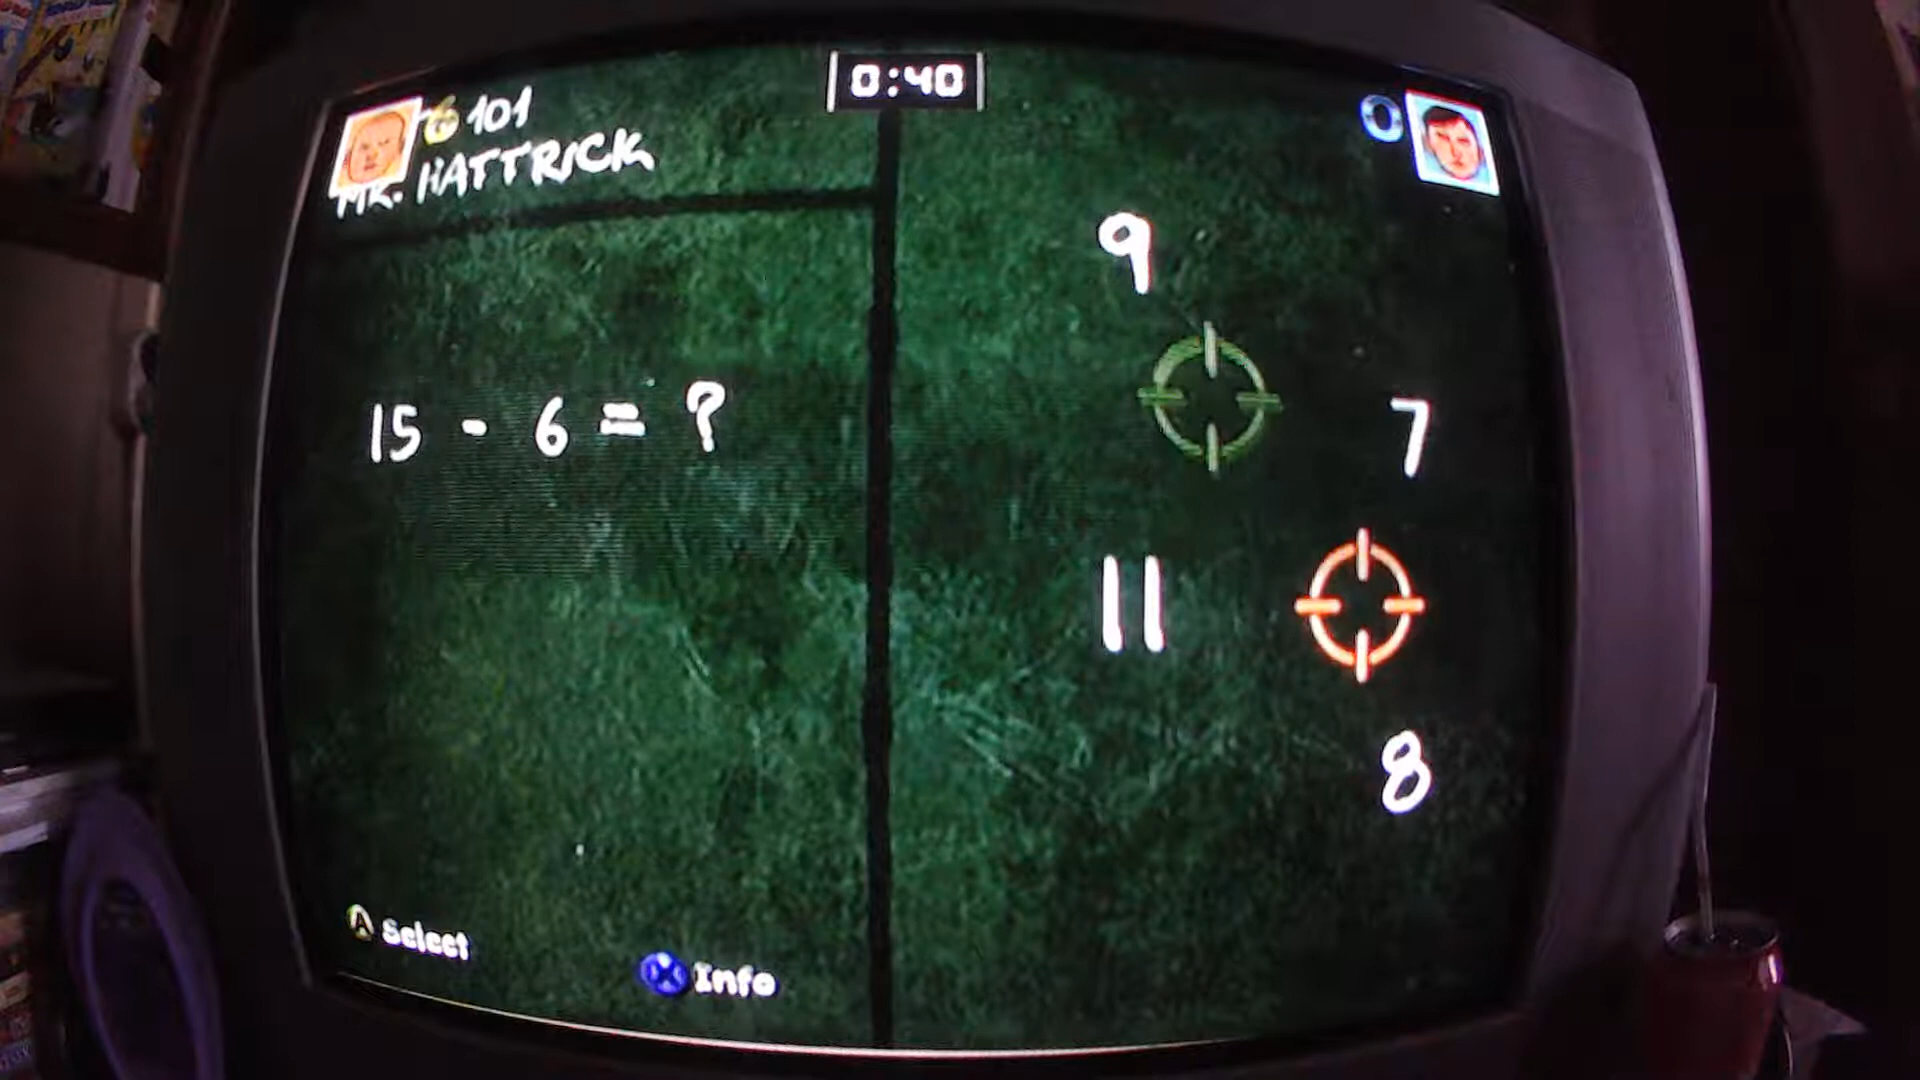 0:40
101
MR. HATTRICK
0
9
15 - 6 = ?
7
11
8
A Select
X Info